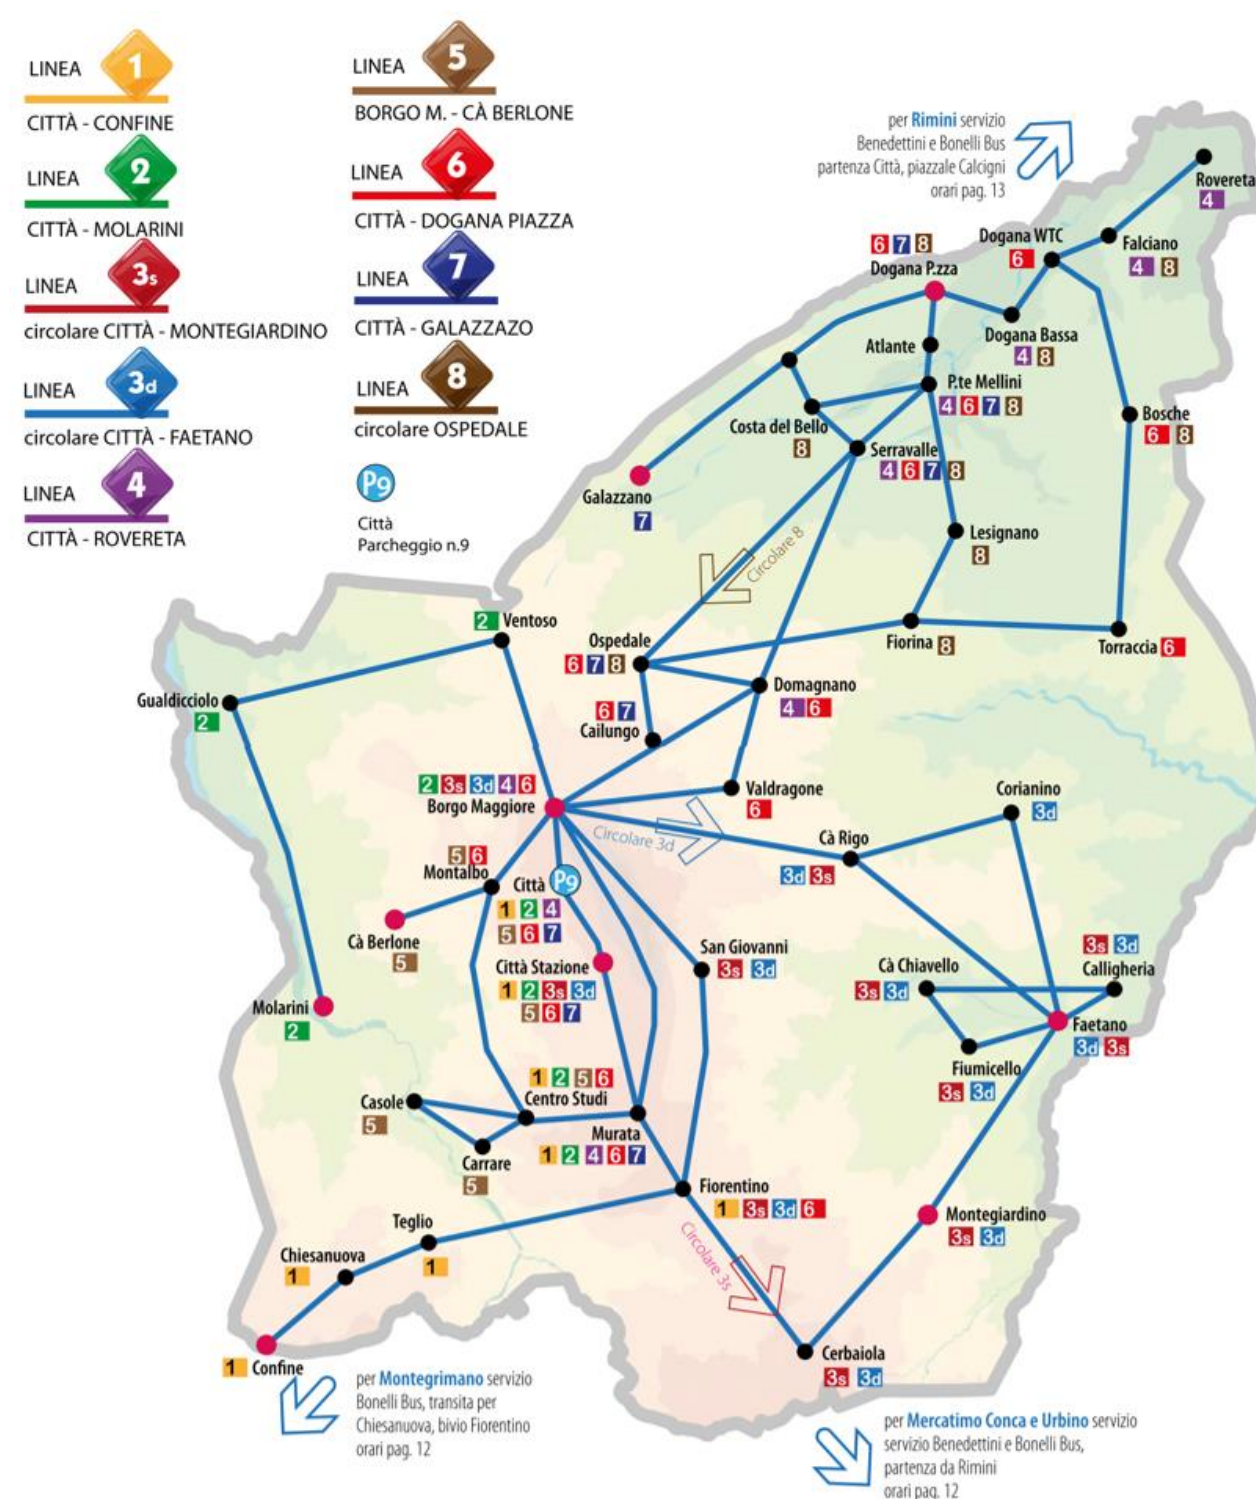 LINEA 1
CITTÀ - CONFINE
LINEA 2
CITTÀ - MOLARINI
LINEA 3s
circolare CITTÀ - MONTEGIARDINO
LINEA 3d
circolare CITTÀ - FAETANO
LINEA 4
CITTÀ - ROVERETA
LINEA 5
BORGO M. - CÀ BERLONE
LINEA 6
CITTÀ - DOGANA PIAZZA
LINEA 7
CITTÀ - GALAZZAZO
LINEA 8
circolare OSPEDALE
P9
Città
Parcheggio n.9
per Rimini servizio
Benedettini e Bonelli Bus
partenza Città, piazzale Calcigni
orari pag. 13
Rovereta
4
Falciano
4 8
Dogana WTC
6
6 7 8
Dogana P.zza
Dogana Bassa
4 8
Atlante
P.te Mellini
4 6 7 8
Costa del Bello
8
Serravalle
4 6 7 8
Bosche
6 8
Galazzano
7
Lesignano
8
Circolare 8
2 Ventoso
Ospedale
6 7 8
Fiorina 8
Torraccia 6
Gualdicciolo
2
Domagnano
4 6
6 7
Cailungo
2 3s 3d 4 6
Borgo Maggiore
Valdragone
6
Circolare 3d
Corianino
3d
Cà Rigo
3d 3s
5 6
Montalbo
Città P9
1 2 4
5 6 7
Cà Berlone
5
Città Stazione
1 2 3s 3d
5 6 7
San Giovanni
3s 3d
Cà Chiavello
3s 3d
3s 3d
Calligheria
Molarini
2
Faetano
3d 3s
Fiumicello
3s 3d
1 2 5 6
Centro Studi
Casole
5
Murata
1 2 4 6 7
Carrare
5
Fiorentino
1 3s 3d 6
Teglio
1
Montegiardino
3s 3d
Circolare 3s
Chiesanuova
1
Cerbaiola
3s 3d
1 Confine
per Montegrimano servizio
Bonelli Bus, transita per
Chiesanuova, bivio Fiorentino
orari pag. 12
per Mercatimo Conca e Urbino servizio
servizio Benedettini e Bonelli Bus,
partenza da Rimini
orari pag. 12